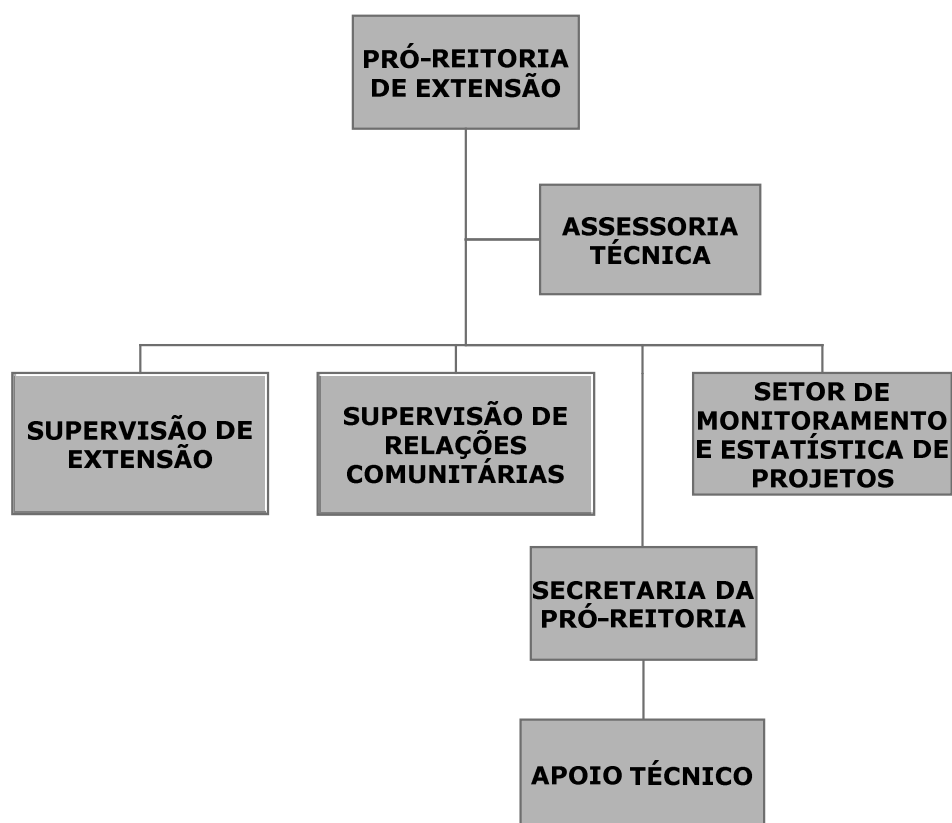 PRÓ-REITORIA
DE EXTENSÃO
ASSESSORIA
TÉCNICA
SUPERVISÃO DE
EXTENSÃO
SUPERVISÃO DE
RELAÇÕES
COMUNITÁRIAS
SETOR DE
MONITORAMENTO
E ESTATÍSTICA DE
PROJETOS
SECRETARIA DA
PRÓ-REITORIA
APOIO TÉCNICO